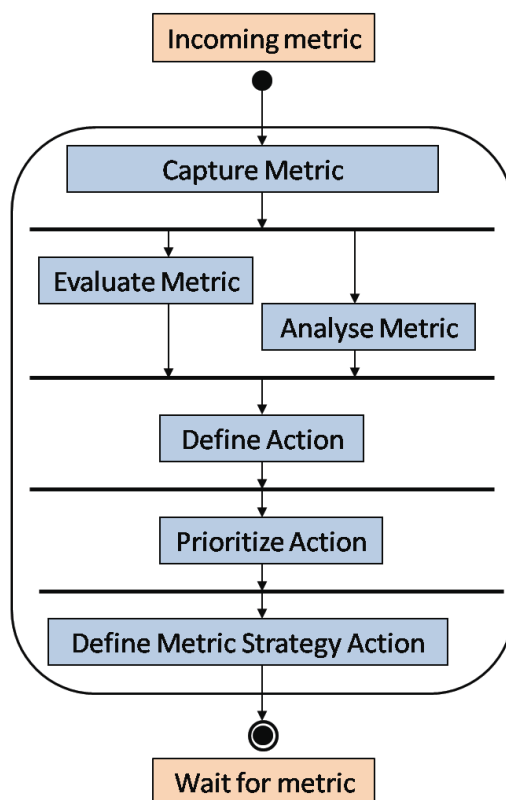 Incoming metric
Capture Metric
Evaluate Metric
Analyse Metric
Define Action
Prioritize Action
Define Metric Strategy Action
Wait for metric